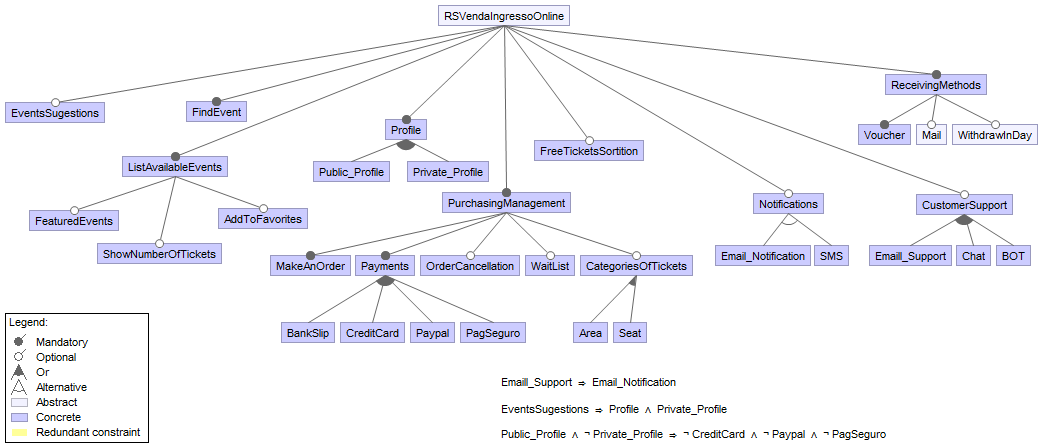 RSVendaIngressoOnline
ReceivingMethods
EventsSugestions
FindEvent
Profile
Voucher
Mail
WithdrawInDay
FreeTicketsSortition
ListAvailableEvents
Public_Profile
Private_Profile
PurchasingManagement
Notifications
CustomerSupport
FeaturedEvents
AddToFavorites
ShowNumberOfTickets
MakeAnOrder
Payments
OrderCancellation
WaitList
CategoriesOfTickets
Email_Notification
SMS
Emaill_Support
Chat
BOT
BankSlip
CreditCard
Paypal
PagSeguro
Area
Seat
Legend:
Mandatory
Optional
Or
Alternative
Abstract
Concrete
Redundant constraint
Emaill_Support ⇒ Email_Notification
EventsSugestions ⇒ Profile ∧ Private_Profile
Public_Profile ∧ ¬ Private_Profile ⇒ ¬ CreditCard ∧ ¬ Paypal ∧ ¬ PagSeguro